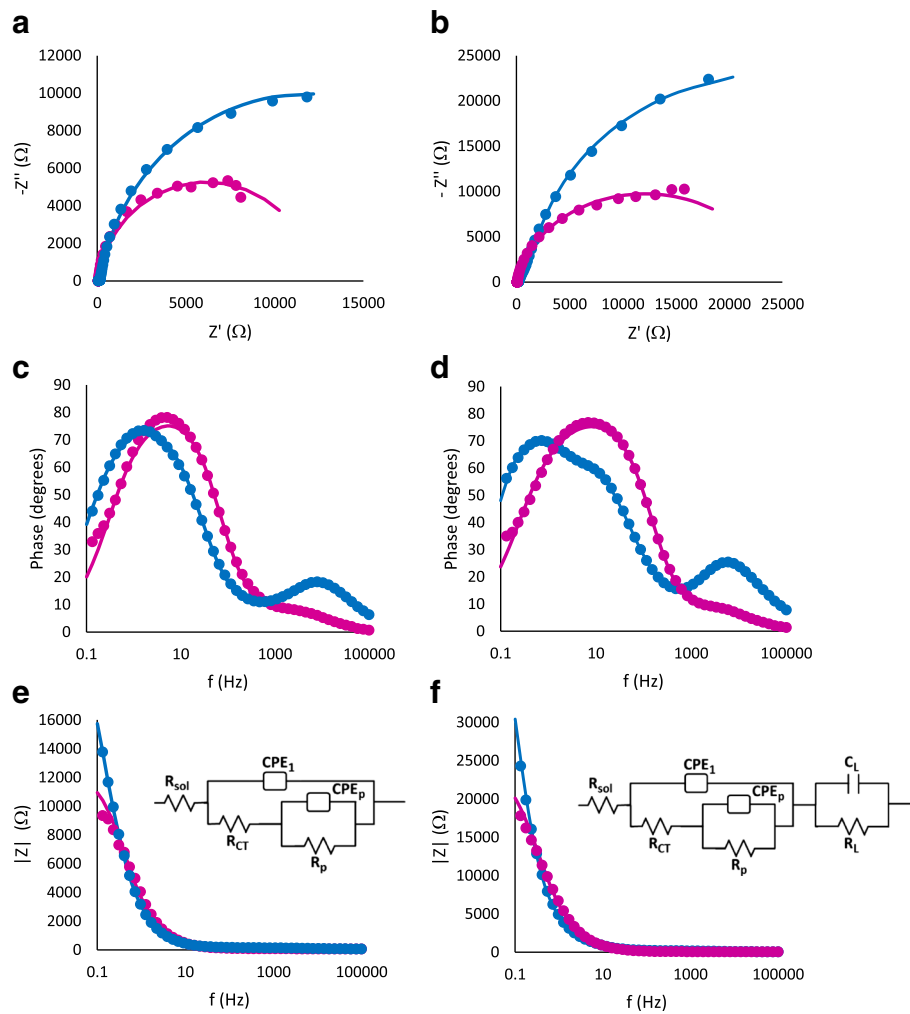 a
12000
10000
8000
6000
4000
2000
0
0 5000 10000 15000
-Z'' (Ω)
Z' (Ω)
b
25000
20000
15000
10000
5000
0
0 5000 10000 15000 20000 25000
- Z'' (Ω)
Z' (Ω)
c
90
80
70
60
50
40
30
20
10
0
0.1 10 1000 100000
Phase (degrees)
f (Hz)
d
90
80
70
60
50
40
30
20
10
0
0.1 10 1000 100000
Phase (degrees)
f (Hz)
e
16000
14000
12000
10000
8000
6000
4000
2000
0
0.1 10 1000 100000
|Z| (Ω)
f (Hz)
CPE1
Rsol
CPEp
RCT
Rp
f
30000
25000
20000
15000
10000
5000
0
0.1 10 1000 100000
|Z| (Ω)
f (Hz)
CPE1
CL
Rsol
CPEp
RCT
RL
Rp